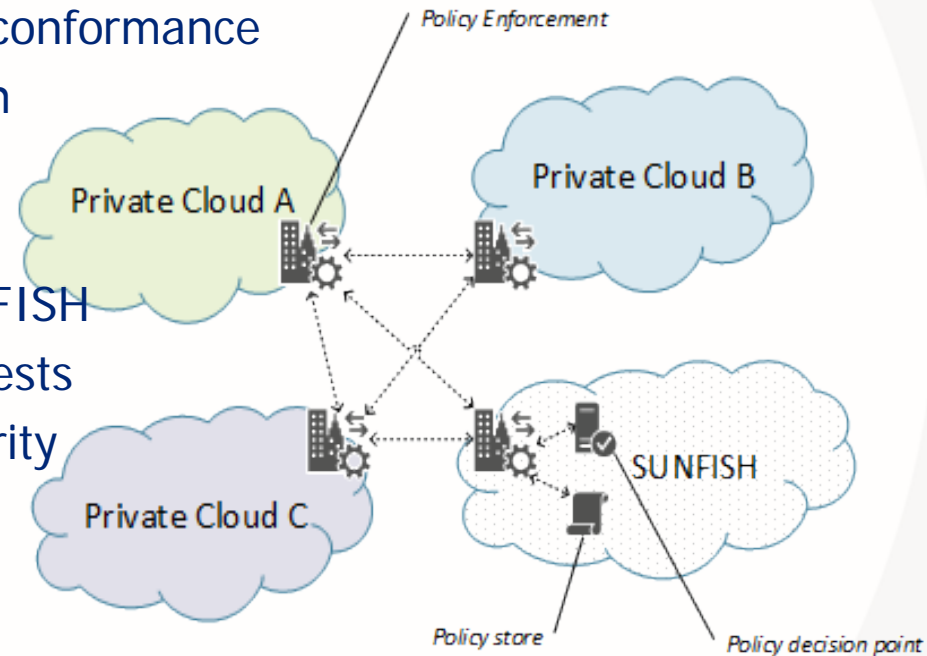 conformance
Policy Enforcement
Private Cloud A
Private Cloud B
FISH
ests
rity
SUNFISH
Private Cloud C
Policy store
Policy decision point